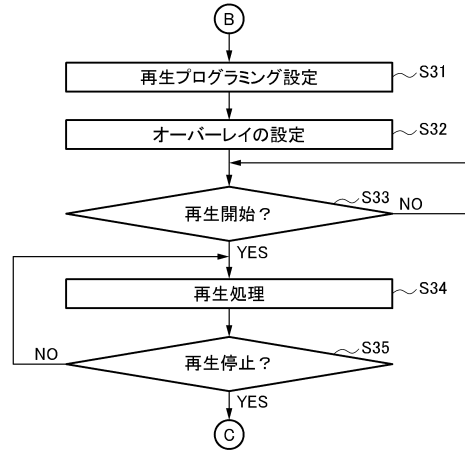 B
再生プログラミング設定
S31
オーバーレイの設定
S32
再生開始？
S33
NO
YES
再生処理
S34
再生停止？
S35
NO
YES
C